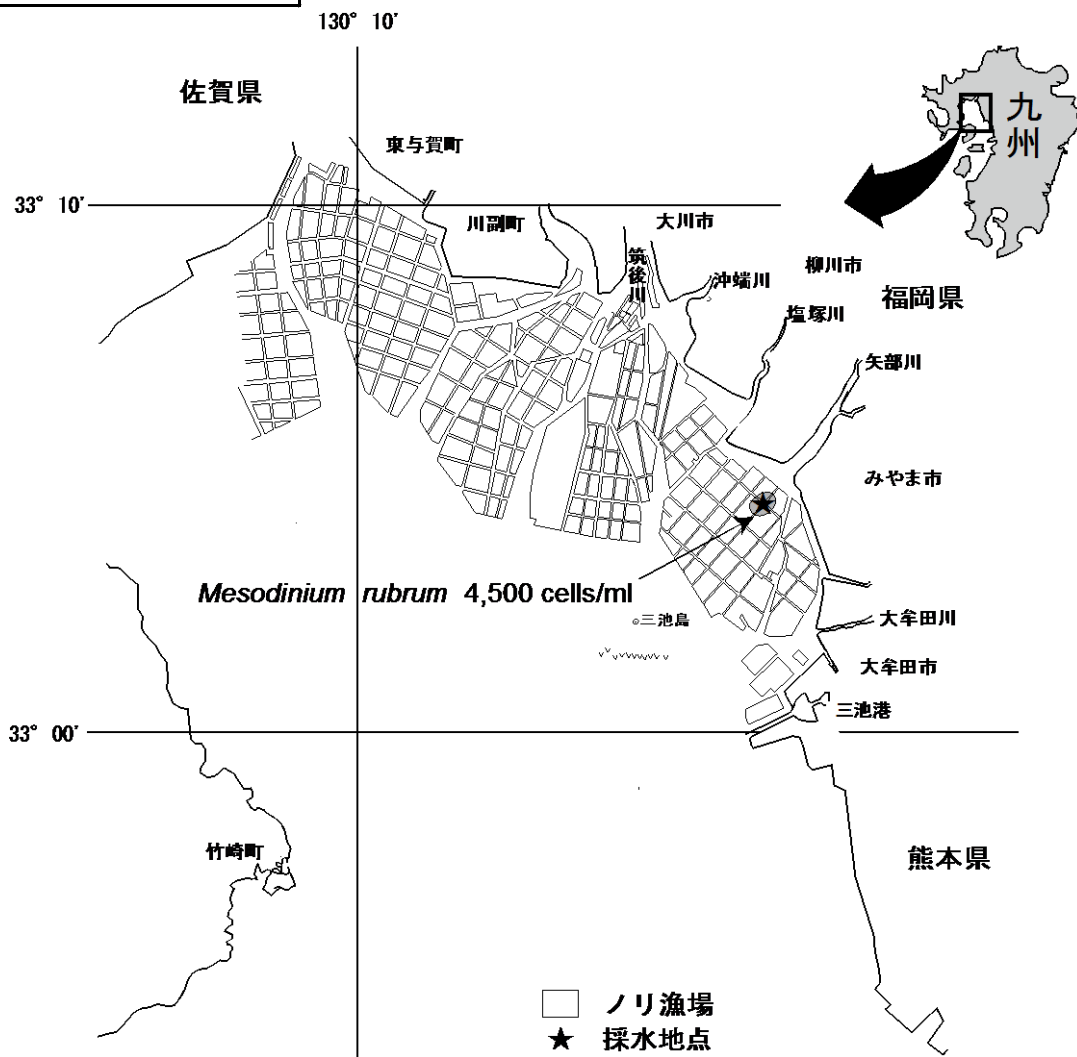 130° 10'
佐賀県
九州
東与賀町
33° 10'
川副町
大川市
筑後川
柳川市
沖端川
福岡県
塩塚川
矢部川
みやま市
Mesodinium rubrum 4,500 cells/ml
三池島
大牟田川
大牟田市
三池港
33° 00'
竹崎町
熊本県
ノリ漁場
★ 採水地点